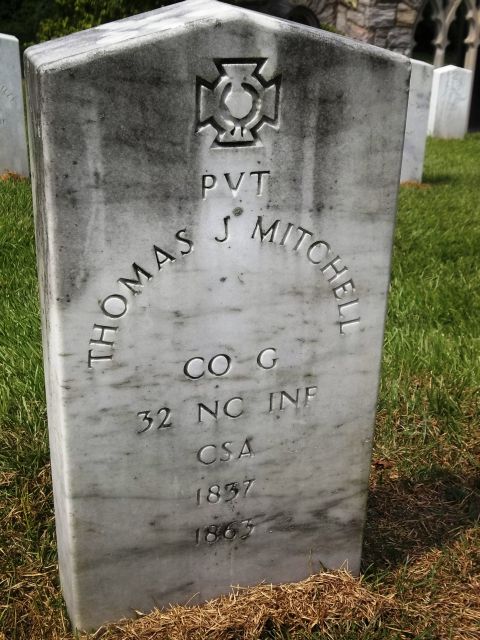 PVT
THOMAS J MITCHELL
CO G
32 NC INF
CSA
1837
1863